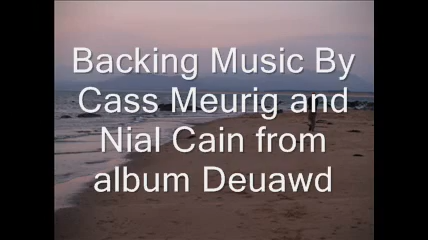 Backing Music By
Cass Meurig and
Nial Cain from
album Deuawd